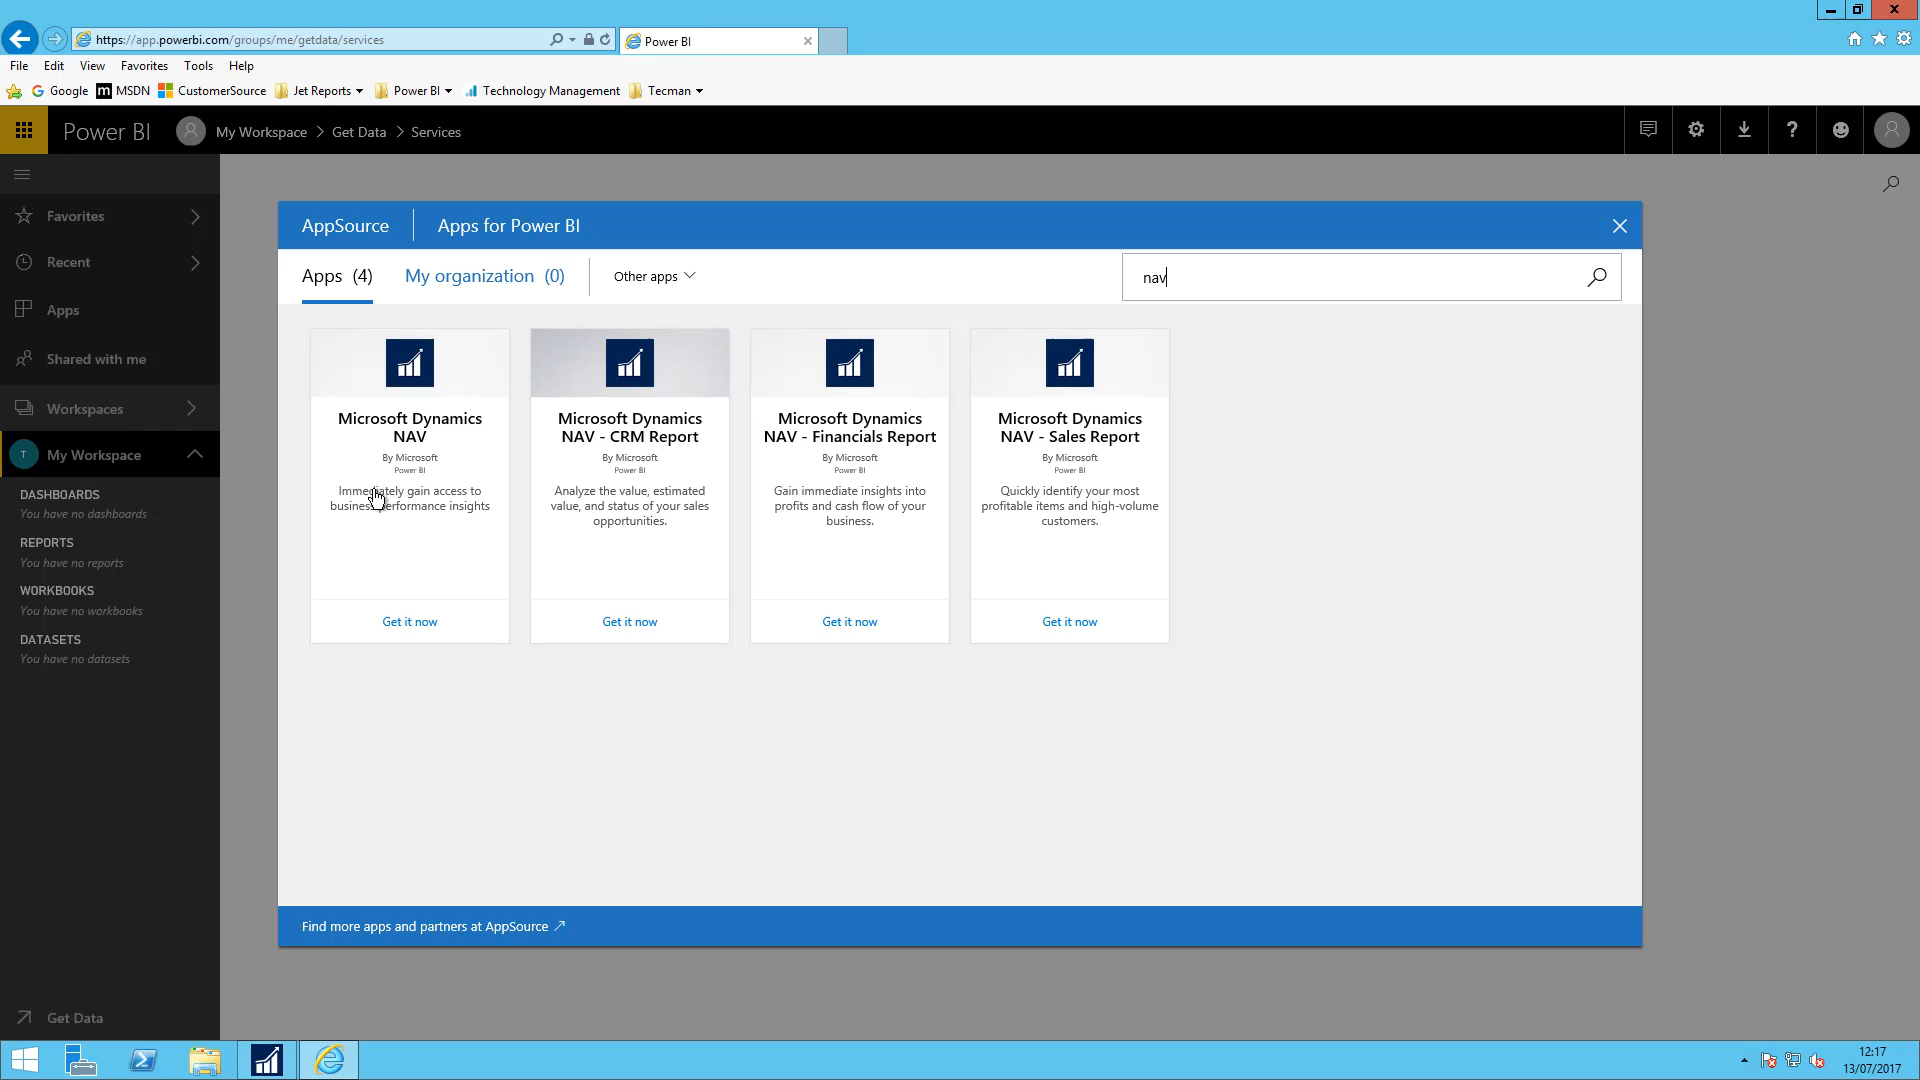 https://app.powerbi.com/groups/me/getdata/services
Power BI
File Edit View Favorites Tools Help
Google MSDN CustomerSource Jet Reports Power BI Technology Management Tecman
Power BI My Workspace Get Data Services
Favorites
Recent
Apps
Shared with me
Workspaces
T My Workspace
DASHBOARDS
You have no dashboards
REPORTS
You have no reports
WORKBOOKS
You have no workbooks
DATASETS
You have no datasets
Get Data
AppSource Apps for Power BI
Apps (4) My organization (0) Other apps
nav
Microsoft Dynamics
NAV
By Microsoft
Power BI
Immediately gain access to
business performance insights
Get it now
Microsoft Dynamics
NAV - CRM Report
By Microsoft
Power BI
Analyze the value, estimated
value, and status of your sales
opportunities.
Get it now
Microsoft Dynamics
NAV - Financials Report
By Microsoft
Power BI
Gain immediate insights into
profits and cash flow of your
business.
Get it now
Microsoft Dynamics
NAV - Sales Report
By Microsoft
Power BI
Quickly identify your most
profitable items and high-volume
customers.
Get it now
Find more apps and partners at AppSource
12:17
13/07/2017